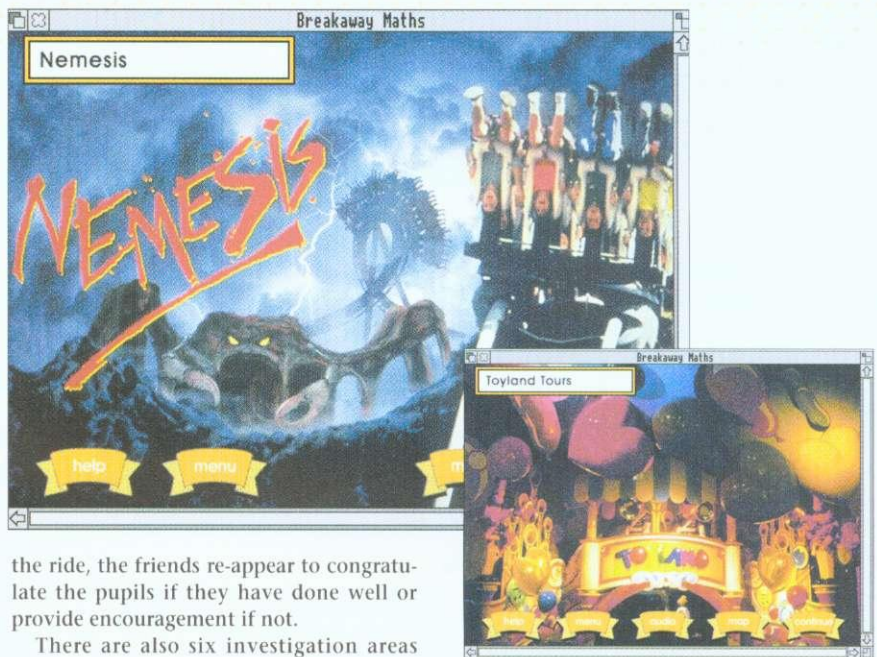 Breakaway Maths
Nemesis
NEMESIS
help
menu
Breakaway Maths
Toyland Tours
TOYLAND
help
menu
audio
map
continue
the ride, the friends re-appear to congratu-
late the pupils if they have done well or
provide encouragement if not.
There are also six investigation areas